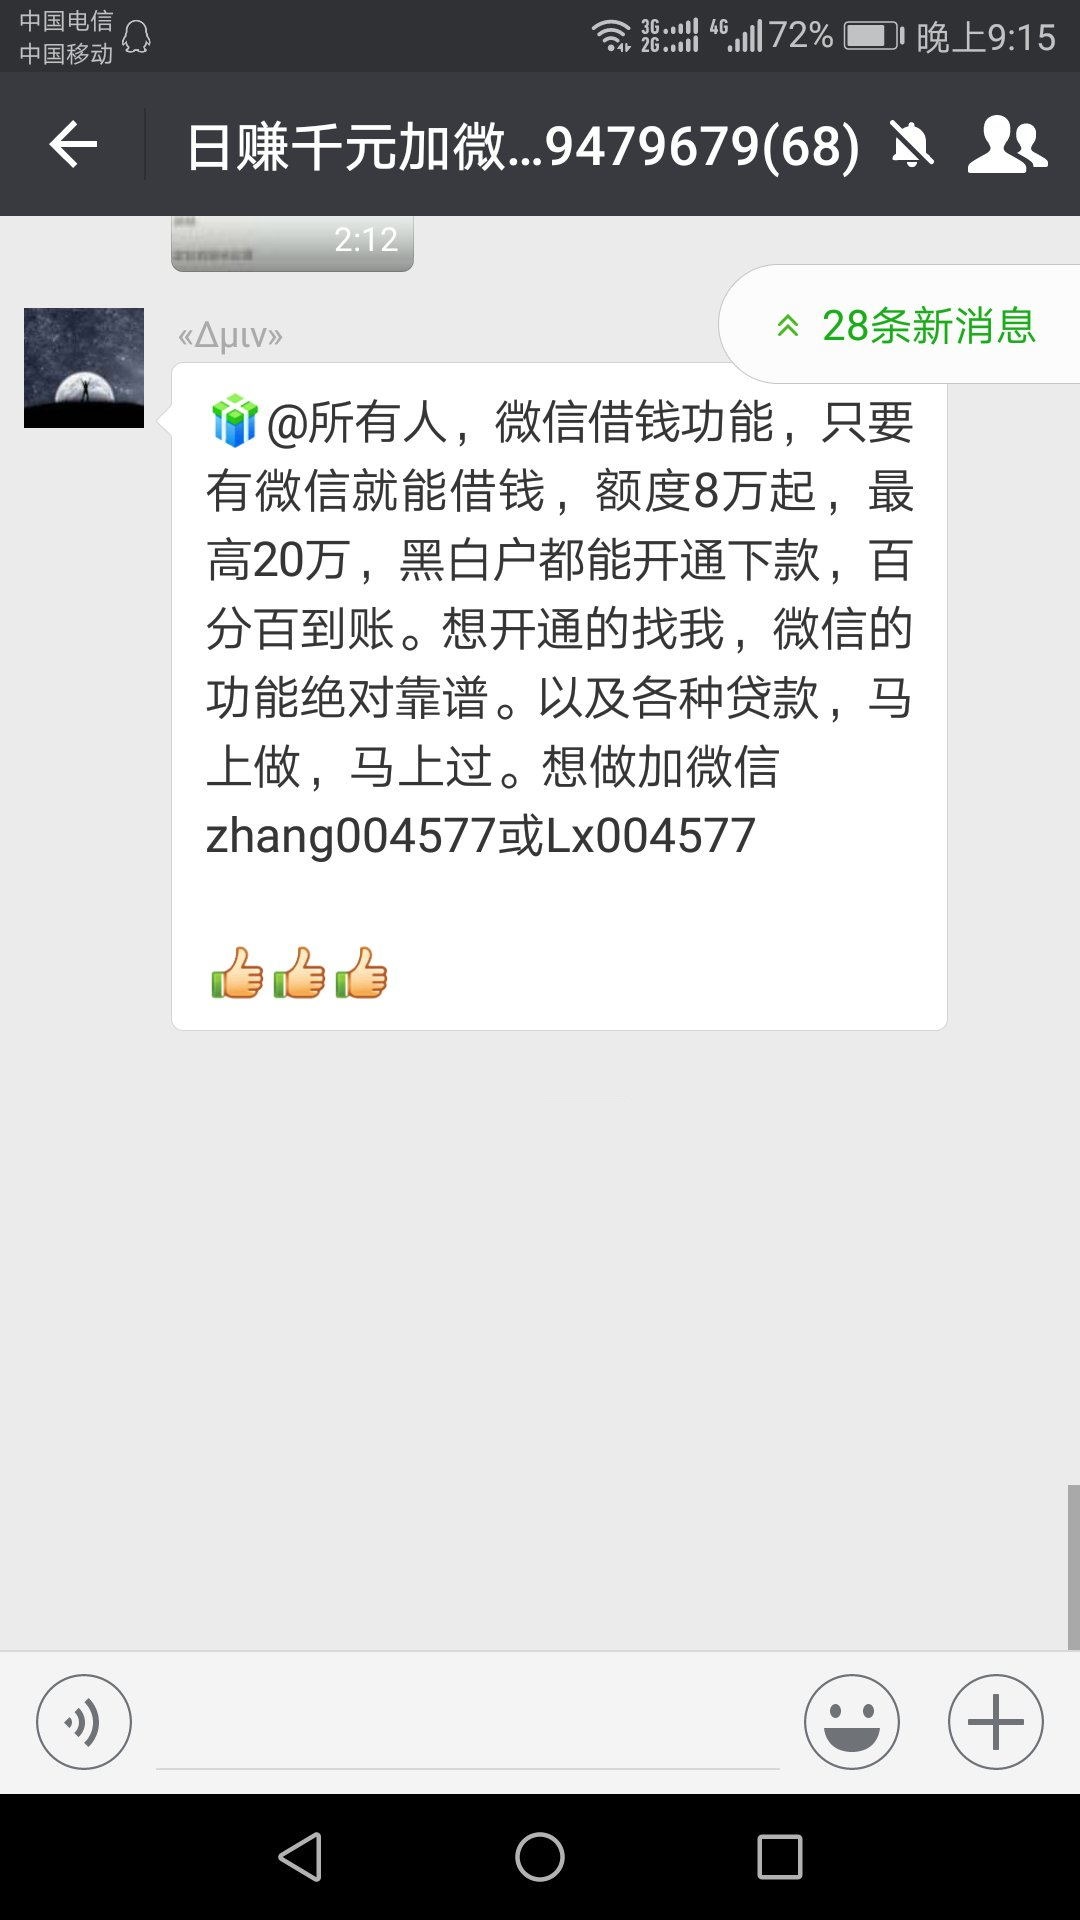 中国电信
中国移动
3G
2G
4G
72%
晚上9:15
日赚千元加微...9479679(68)
2:12
28条新消息
«Δμιν»
@所有人，微信借钱功能，只要
有微信就能借钱，额度8万起，最
高20万，黑白户都能开通下款，百
分百到账。想开通的找我，微信的
功能绝对靠谱。以及各种贷款，马
上做，马上过。想做加微信
zhang004577或Lx004577